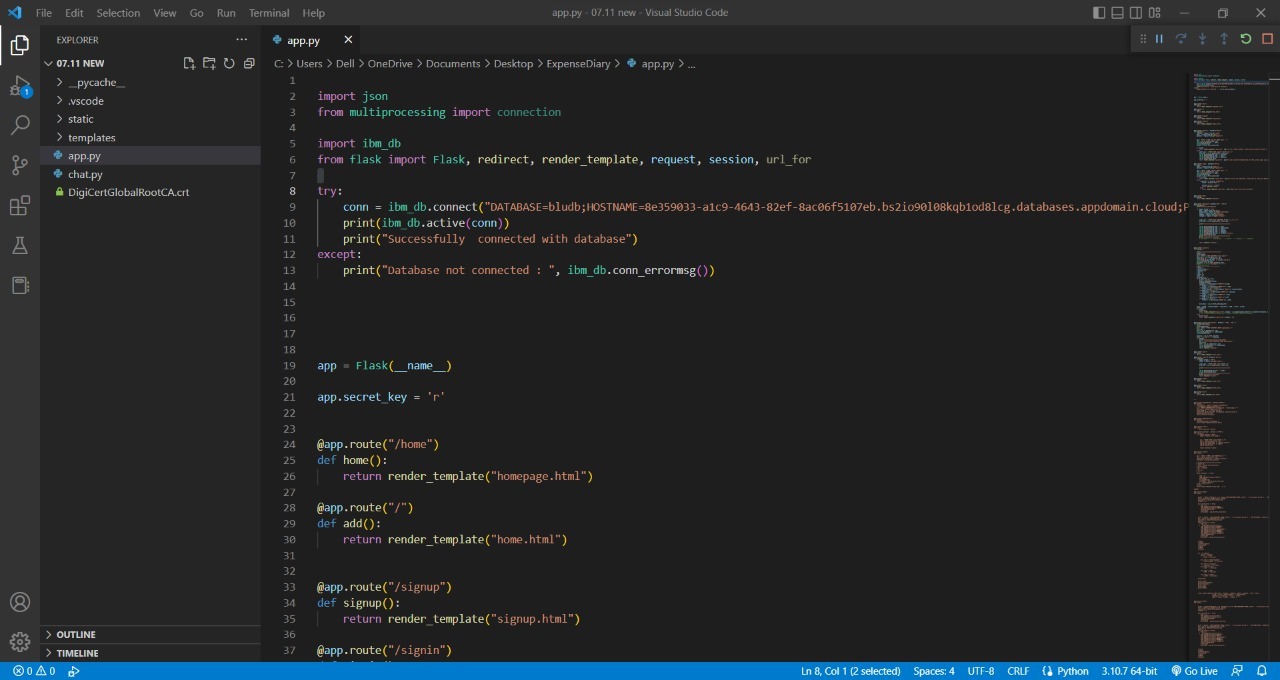 File Edit Selection View Go Run Terminal Help
app.py - 07.11 new - Visual Studio Code
EXPLORER
07.11 NEW
__pycache__
.vscode
static
templates
app.py
chat.py
DigiCertGlobalRootCA.crt
OUTLINE
TIMELINE
1
app.py
C: > Users > Dell > OneDrive > Documents > Desktop > ExpenseDiary > app.py > ...
1
2 import json
3 from multiprocessing import connection
4
5 import ibm_db
6 from flask import Flask, redirect, render_template, request, session, url_for
7
8 try:
9 conn = ibm_db.connect("DATABASE=bludb;HOSTNAME=8e359033-a1c9-4643-82ef-8ac06f5107eb.bs2io90l08kqb1od8lcg.databases.appdomain.cloud;P
10 print(ibm_db.active(conn))
11 print("Successfully  connected with database")
12 except:
13 print("Database not connected : ", ibm_db.conn_errormsg())
14
15
16
17
18
19 app = Flask(__name__)
20
21 app.secret_key = 'r'
22
23
24 @app.route("/home")
25 def home():
26 return render_template("homepage.html")
27
28 @app.route("/")
29 def add():
30 return render_template("home.html")
31
32
33 @app.route("/signup")
34 def signup():
35 return render_template("signup.html")
36
37 @app.route("/signin")
0 0
Ln 8, Col 1 (2 selected) Spaces: 4 UTF-8 CRLF Python 3.10.7 64-bit Go Live